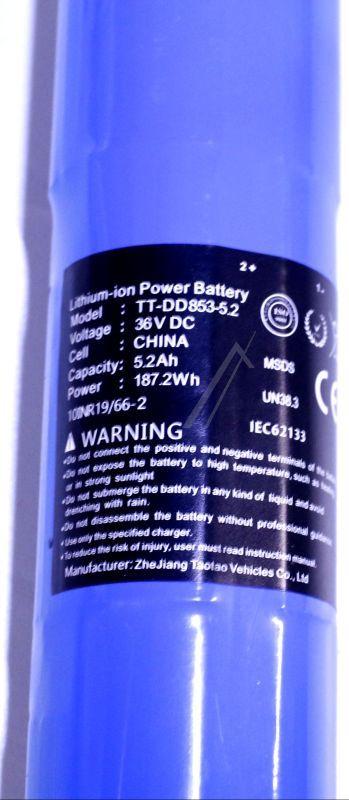 2+
1-
Lithium-ion Power Battery
Model : TT-DD853-5.2
Voltage : 36V DC
Cell : CHINA
Capacity: 5.2Ah
Power : 187.2Wh
MSDS
10INR19/66-2
UN38.3
CE
IEC62133
WARNING
•Do not connect the positive and negative terminals of the
•Do not expose the battery to high temperature, such as
or in strong sunlight
•Do not submerge the battery in any kind of liquid and avoid
drenching with rain.
•Do not disassemble the battery without professional guidance
•Use only the specified charger.
•To reduce the risk of injury, user must read instruction manual.
Manufacturer: ZheJiang Taotao Vehicles Co., Ltd